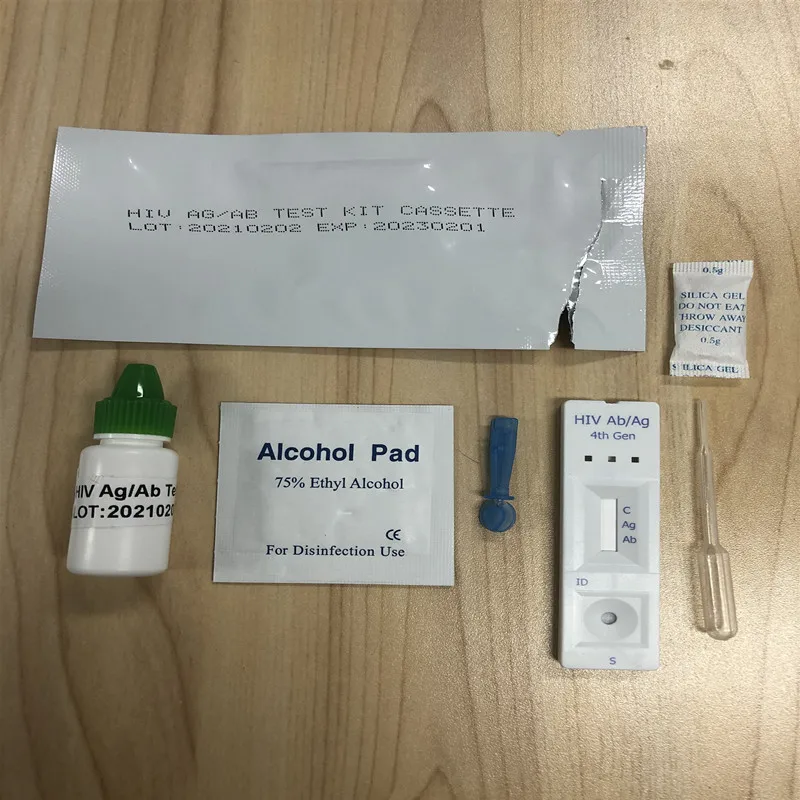 HIV AG/AB TEST KIT CASSETTE
LOT:20210202 EXP:20230201
0.5g
SILICA GEL
DO NOT EAT
THROW AWAY
DESICCANT
0.5g
SILICA GEL
HIV Ag/Ab Te
LOT:202102
Alcohol Pad
75% Ethyl Alcohol
CE
For Disinfection Use
HIV Ab/Ag
4th Gen
C
Ag
Ab
ID
S